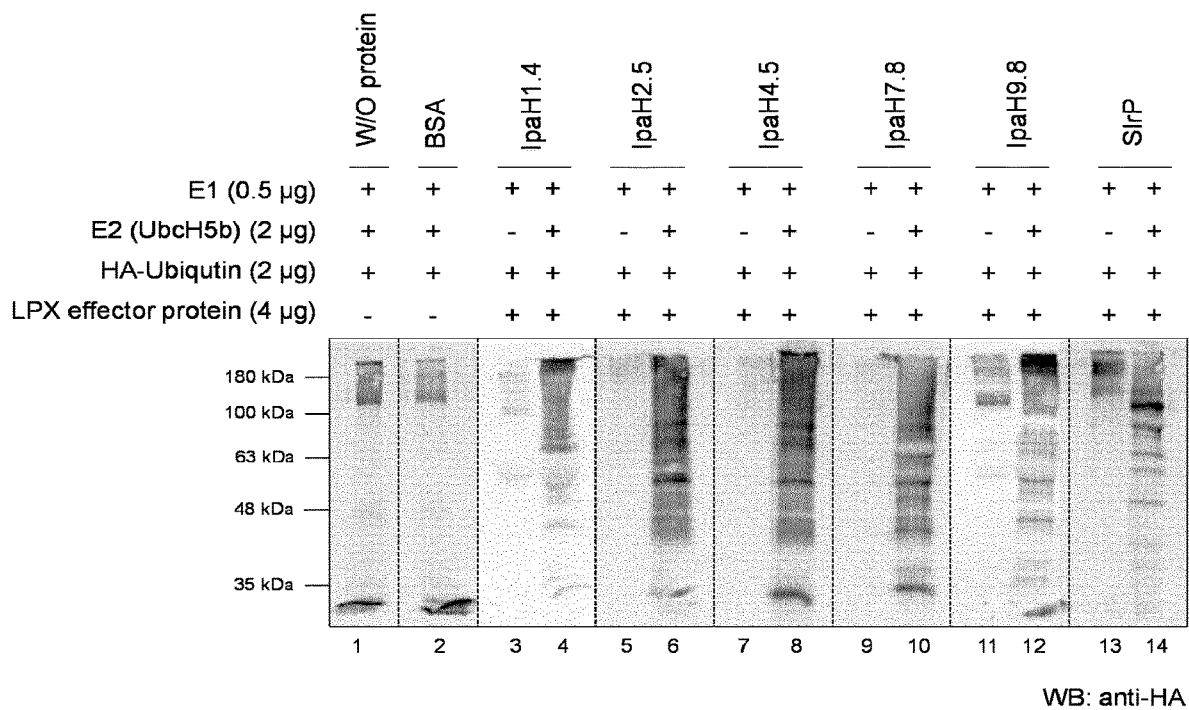 W/O protein BSA IpaH1.4 IpaH2.5 IpaH4.5 IpaH7.8 IpaH9.8 SlrP
E1 (0.5 µg) + + + + + + + + + + + + + +
E2 (UbcH5b) (2 µg) + + - + - + - + - + - + - +
HA-Ubiqutin (2 µg) + + + + + + + + + + + + + +
LPX effector protein (4 µg) - - + + + + + + + + + + + +
180 kDa
100 kDa
63 kDa
48 kDa
35 kDa
1 2 3 4 5 6 7 8 9 10 11 12 13 14
WB: anti-HA